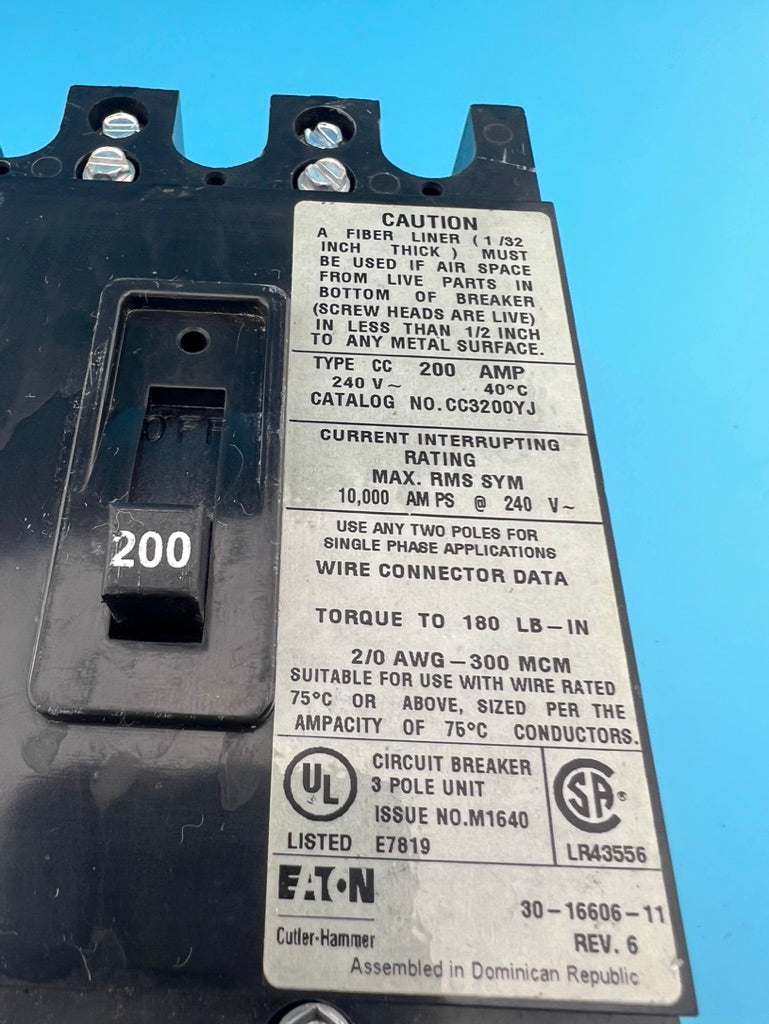 CAUTION
A FIBER LINER (1/32
INCH THICK) MUST
BE USED IF AIR SPACE
FROM LIVE PARTS IN
BOTTOM OF BREAKER
(SCREW HEADS ARE LIVE)
IN LESS THAN 1/2 INCH
TO ANY METAL SURFACE.
TYPE CC 200 AMP
240 V~ 40°C
CATALOG NO. CC3200YJ
CURRENT INTERRUPTING
RATING
MAX. RMS SYM
10,000 AMPS @ 240 V~
USE ANY TWO POLES FOR
SINGLE PHASE APPLICATIONS
WIRE CONNECTOR DATA
TORQUE TO 180 LB-IN
2/0 AWG-300 MCM
SUITABLE FOR USE WITH WIRE RATED
75°C OR ABOVE, SIZED PER THE
AMPACITY OF 75°C CONDUCTORS.
UL
LISTED
CIRCUIT BREAKER
3 POLE UNIT
ISSUE NO.M1640
E7819
SA ®
LR43556
EATON
Cutler-Hammer
30-16606-11
REV. 6
Assembled in Dominican Republic
OFF
200